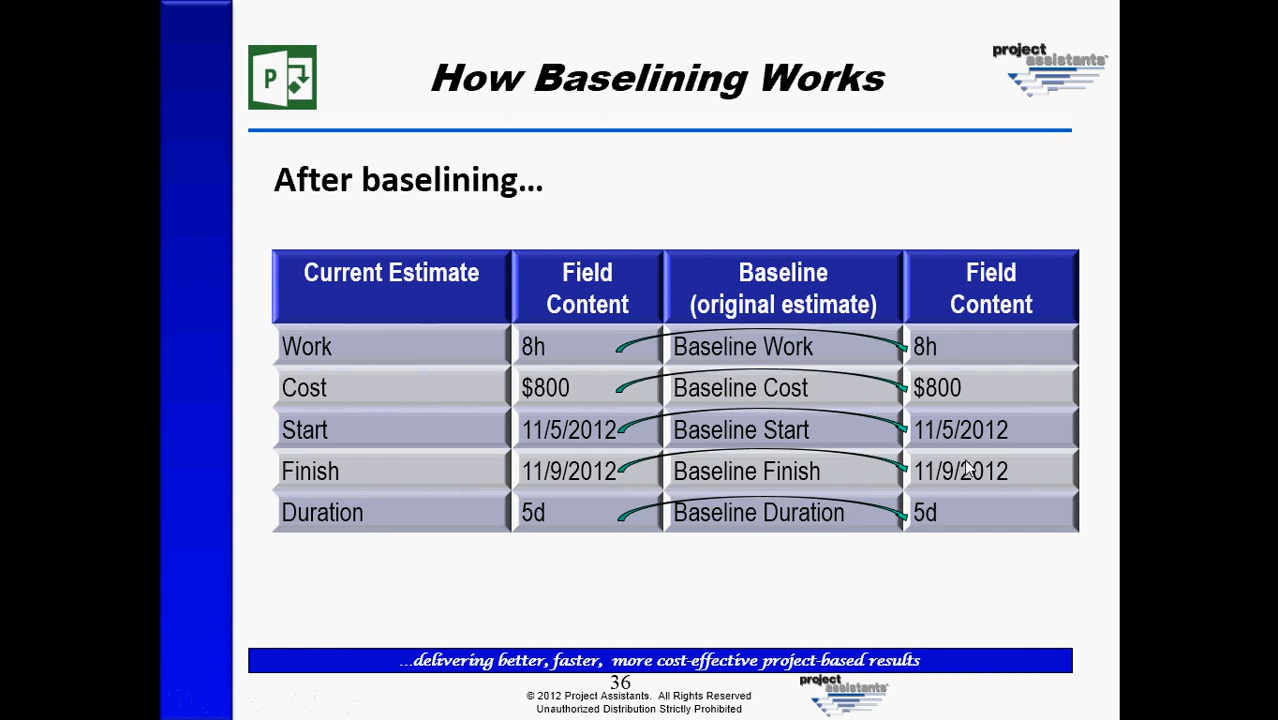 P
How Baselining Works
project
assistants
After baselining...
Current Estimate
Field
Content
Baseline
(original estimate)
Field
Content
Work 8h Baseline Work 8h
Cost $800 Baseline Cost $800
Start 11/5/2012 Baseline Start 11/5/2012
Finish 11/9/2012 Baseline Finish 11/9/2012
Duration 5d Baseline Duration 5d
...delivering better, faster, more cost-effective project-based results
36
© 2012 Project Assistants. All Rights Reserved
Unauthorized Distribution Strictly Prohibited
project
assistants